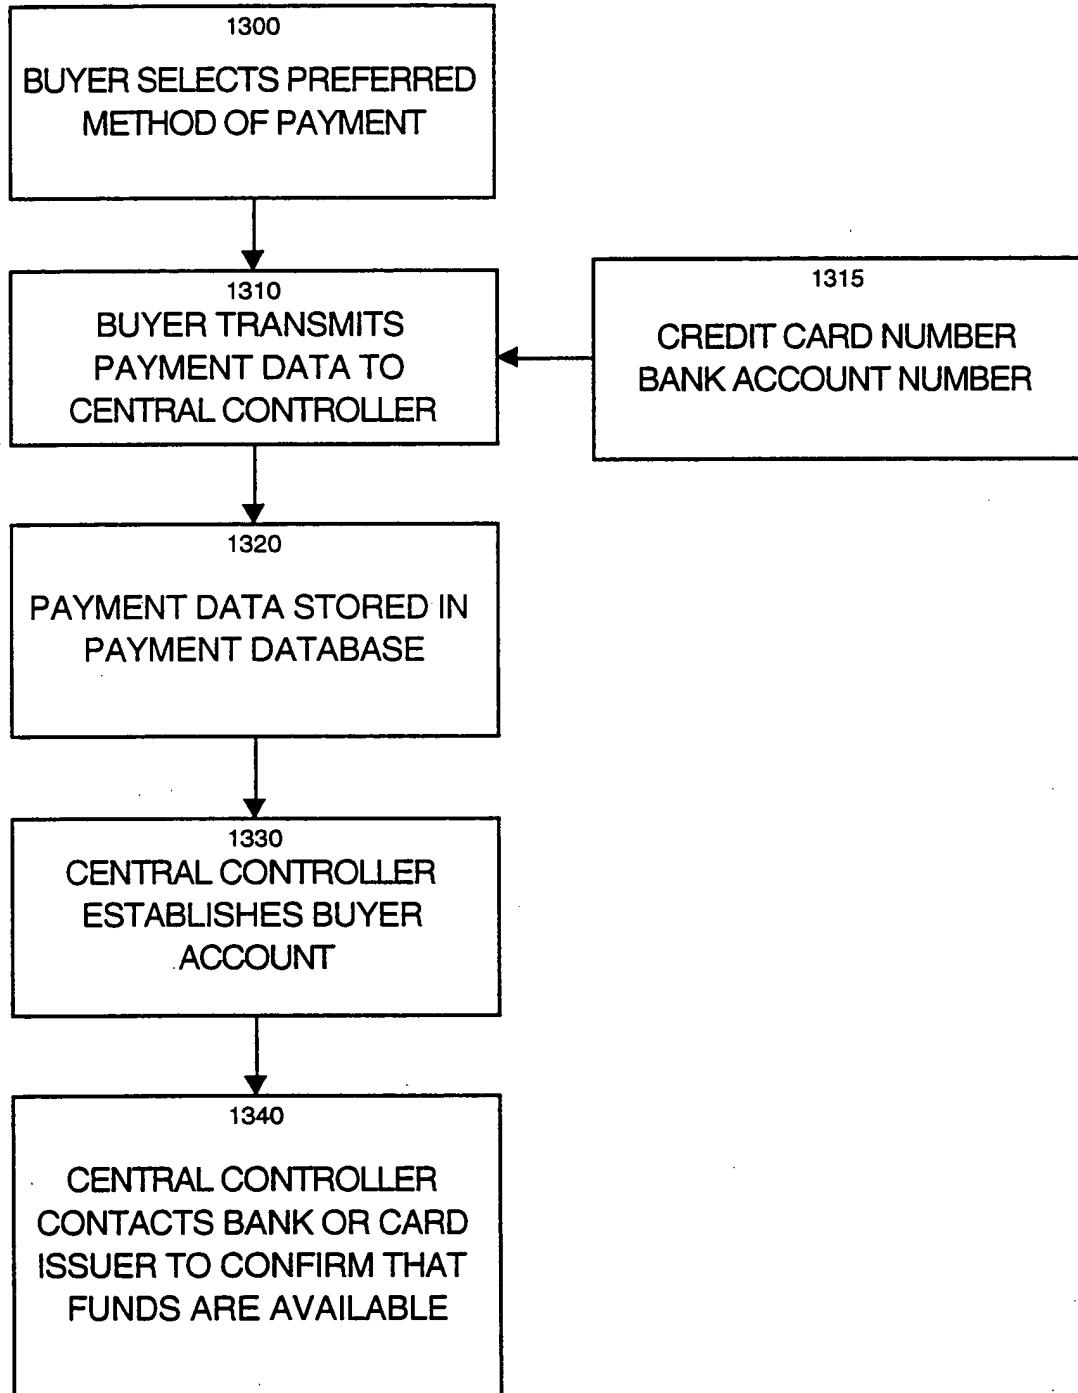 1300
BUYER SELECTS PREFERRED
METHOD OF PAYMENT
1310
BUYER TRANSMITS
PAYMENT DATA TO
CENTRAL CONTROLLER
1315
CREDIT CARD NUMBER
BANK ACCOUNT NUMBER
1320
PAYMENT DATA STORED IN
PAYMENT DATABASE
1330
CENTRAL CONTROLLER
ESTABLISHES BUYER
ACCOUNT
1340
CENTRAL CONTROLLER
CONTACTS BANK OR CARD
ISSUER TO CONFIRM THAT
FUNDS ARE AVAILABLE